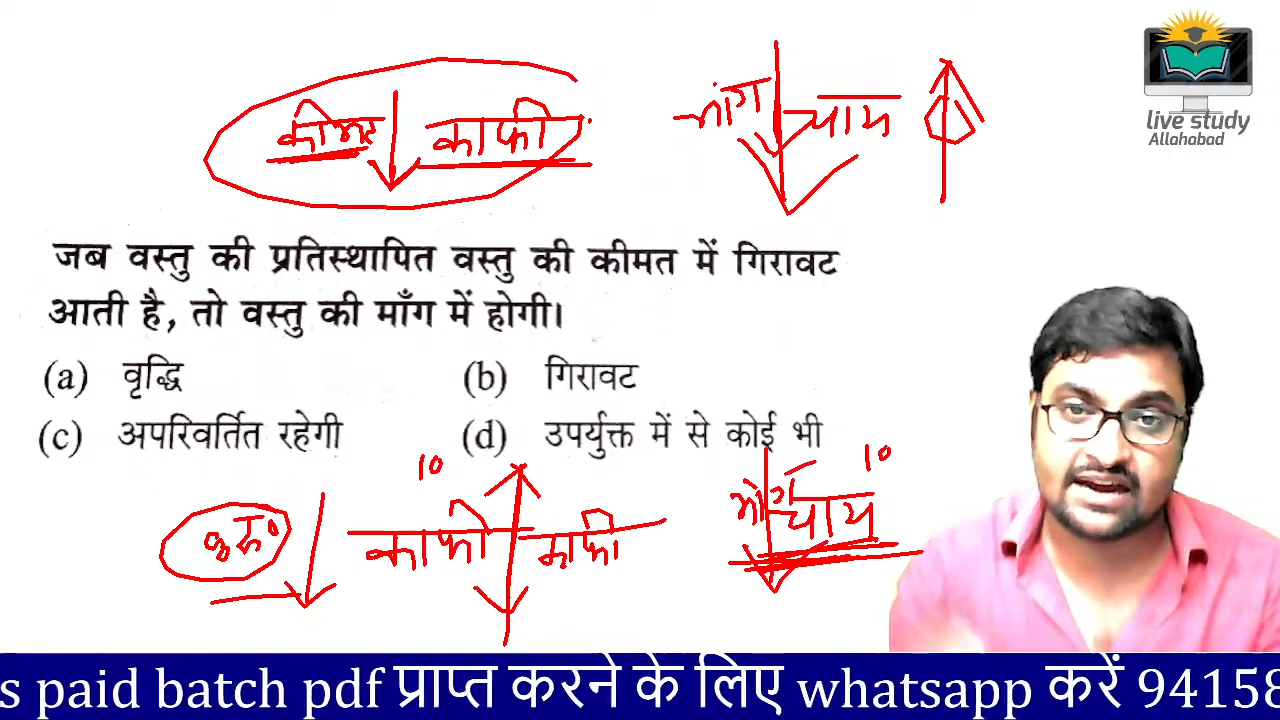 live study
Allahabad
कीमत काफी मांग चाय
जब वस्तु की प्रतिस्थापित वस्तु की कीमत में गिरावट
आती है, तो वस्तु की माँग में होगी।
(a) वृद्धि (b) गिरावट
(c) अपरिवर्तित रहेगी (d) उपर्युक्त में से कोई भी
10 10
काफी काफी मांग चाय
s paid batch pdf प्राप्त करने के लिए whatsapp करें 94158